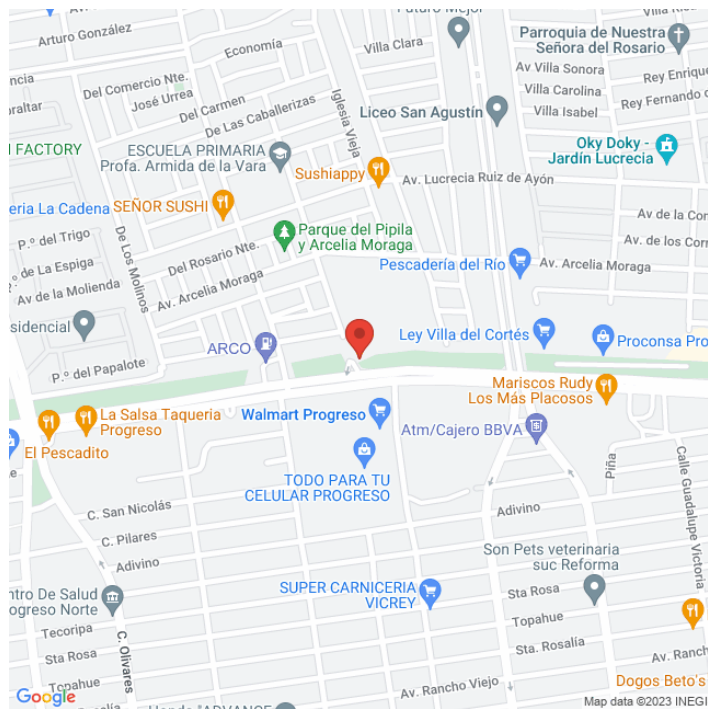 Futuro Mejor
Arturo González
Villa Clara
Parroquia de Nuestra
Señora del Rosario
Economía
Av Villa Sonora
Del Comercio Nte.
José Urrea
Villa Carolina
Rey Enrique
Villa Isabel
Rey Fernando
Del Carmen
De Las Caballerizas
Iglesia Vieja
Liceo San Agustín
FACTORY
ESCUELA PRIMARIA
Profa. Armida de la Vara
Oky Doky -
Jardín Lucrecia
Sushiappy
Av. Lucrecia Ruiz de Ayón
La Cadena
SEÑOR SUSHI
P.º del Trigo
De Los Molinos
Parque del Pipila
y Arcelia Moraga
Av. de la
Av. de los
P.º de La Espiga
Del Rosario Nte.
Av de la Molienda
Av. Arcelia Moraga
Pescadería del Río
Av. Arcelia Moraga
ARCO
Ley Villa del Cortés
Proconsa
P.º del Papalote
Mariscos Rudy
Los Más Placosos
La Salsa Taqueria
Progreso
Walmart Progreso
Atm/Cajero BBVA
El Pescadito
TODO PARA TU
CELULAR PROGRESO
Piña
Calle Guadalupe Victoria
C. San Nicolás
Adivino
C. Pilares
Adivino
Son Pets veterinaria
suc Reforma
Centro De Salud
Progreso Norte
SUPER CARNICERIA
VICREY
Sta Rosa
Tecoripa
C. Olivares
Topahue
Sta Rosa
Sta. Rosalía
Av. Rancho
Topahue
Av. Rancho Viejo
Dogos Beto's
Google
"ADVANCE
Map data ©2023 INEGI